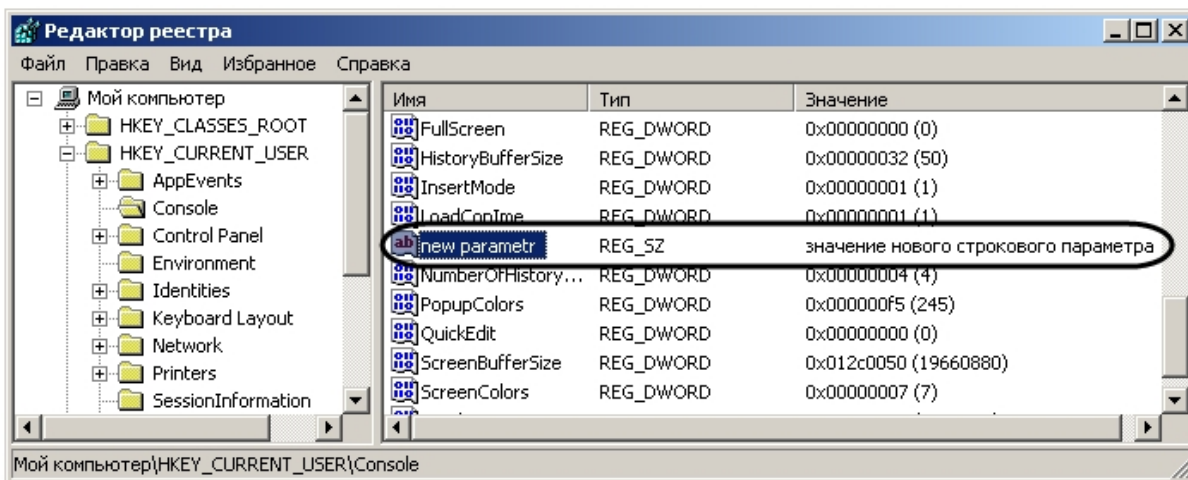 Редактор реестра
Файл Правка Вид Избранное Справка
Мой компьютер
HKEY_CLASSES_ROOT
HKEY_CURRENT_USER
AppEvents
Console
Control Panel
Environment
Identities
Keyboard Layout
Network
Printers
SessionInformation
Имя Тип Значение
FullScreen REG_DWORD 0x00000000 (0)
HistoryBufferSize REG_DWORD 0x00000032 (50)
InsertMode REG_DWORD 0x00000001 (1)
LoadConIme REG_DWORD 0x00000001 (1)
new parametr REG_SZ значение нового строкового параметра
NumberOfHistory... REG_DWORD 0x00000004 (4)
PopupColors REG_DWORD 0x000000f5 (245)
QuickEdit REG_DWORD 0x00000000 (0)
ScreenBufferSize REG_DWORD 0x012c0050 (19660880)
ScreenColors REG_DWORD 0x00000007 (7)
Мой компьютер\HKEY_CURRENT_USER\Console